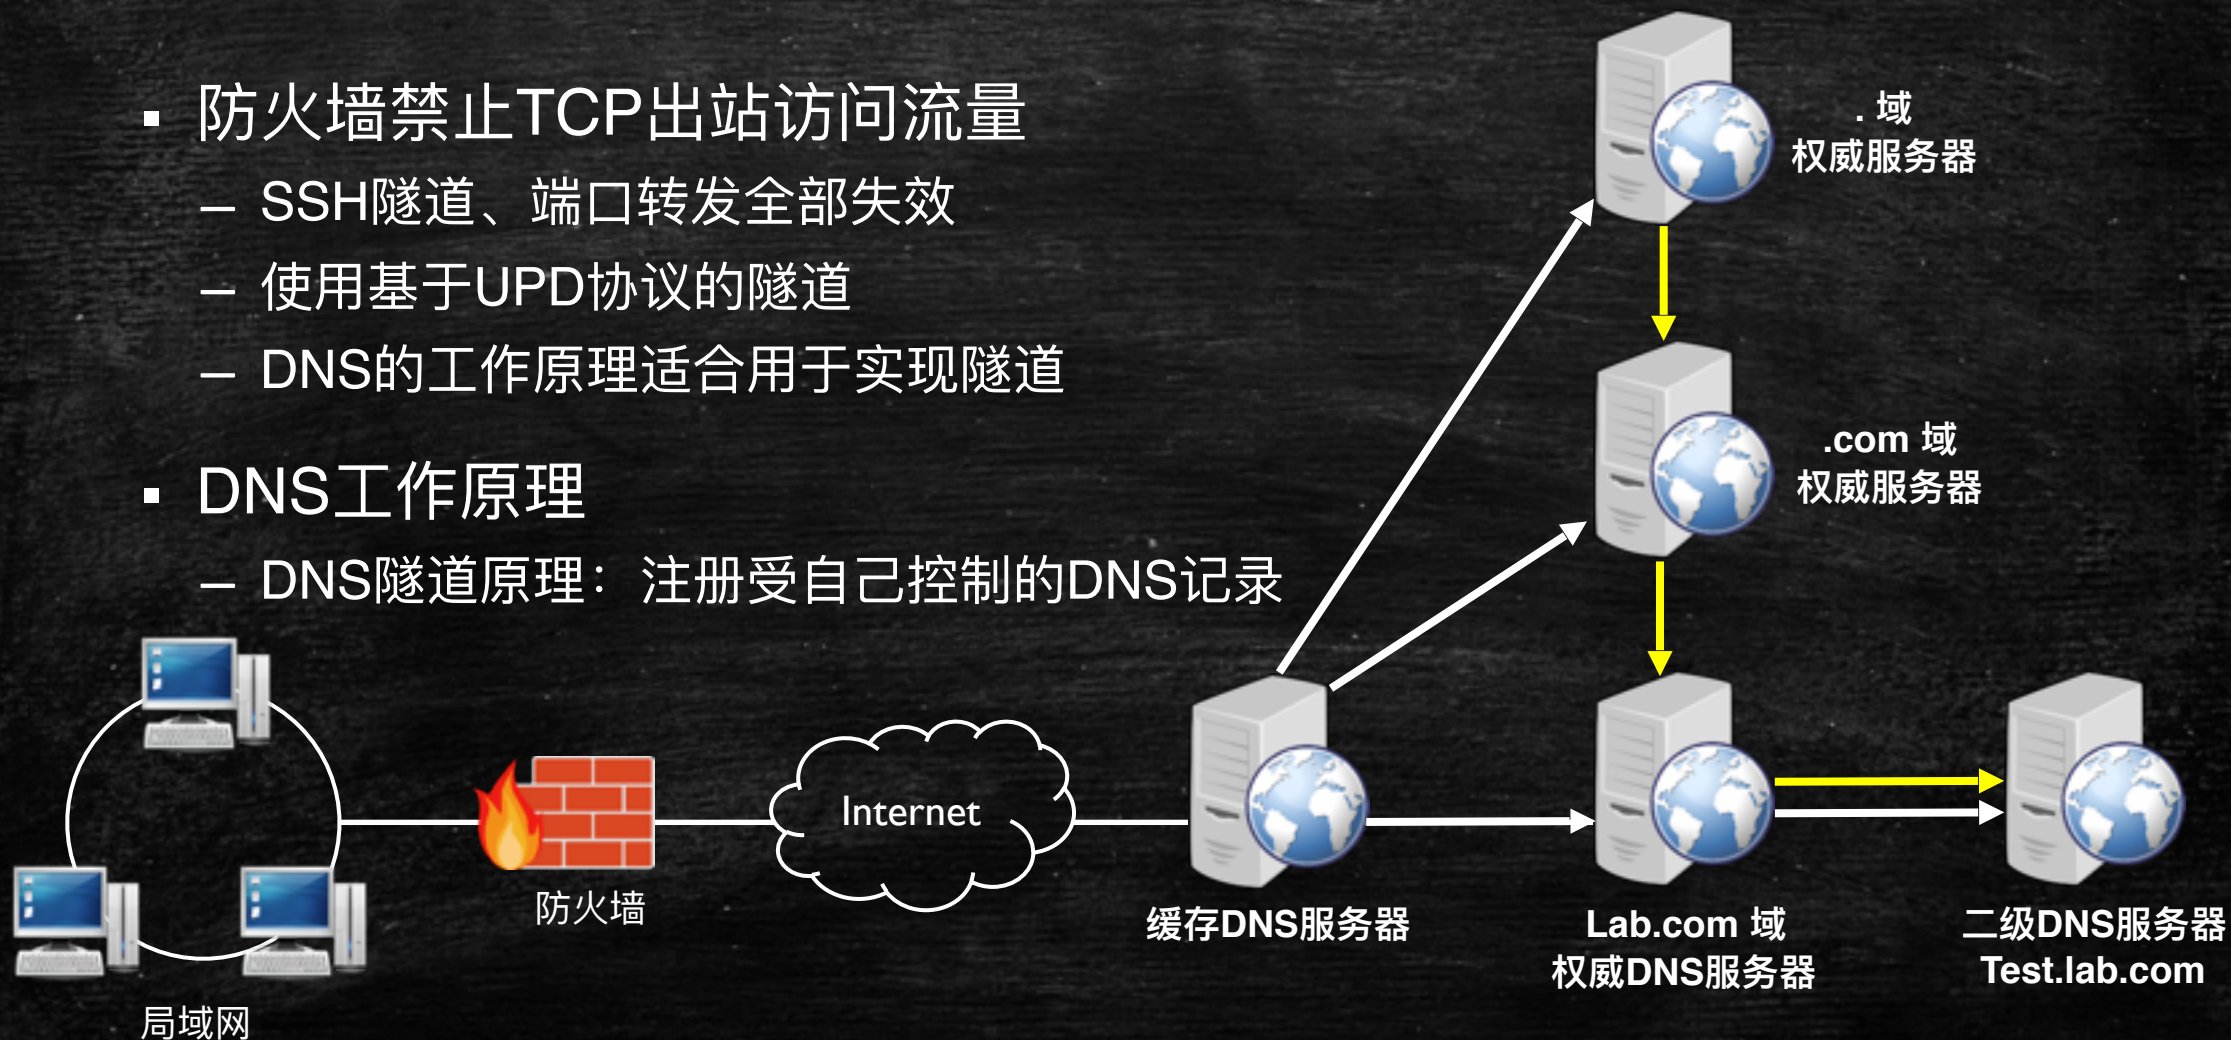 防火墙禁止TCP出站访问流量
– SSH隧道、端口转发全部失效
– 使用基于UPD协议的隧道
– DNS的工作原理适合用于实现隧道
DNS工作原理
– DNS隧道原理：注册受自己控制的DNS记录
. 域
权威服务器
.com 域
权威服务器
Internet
防火墙
局域网
缓存DNS服务器
Lab.com 域
权威DNS服务器
二级DNS服务器
Test.lab.com